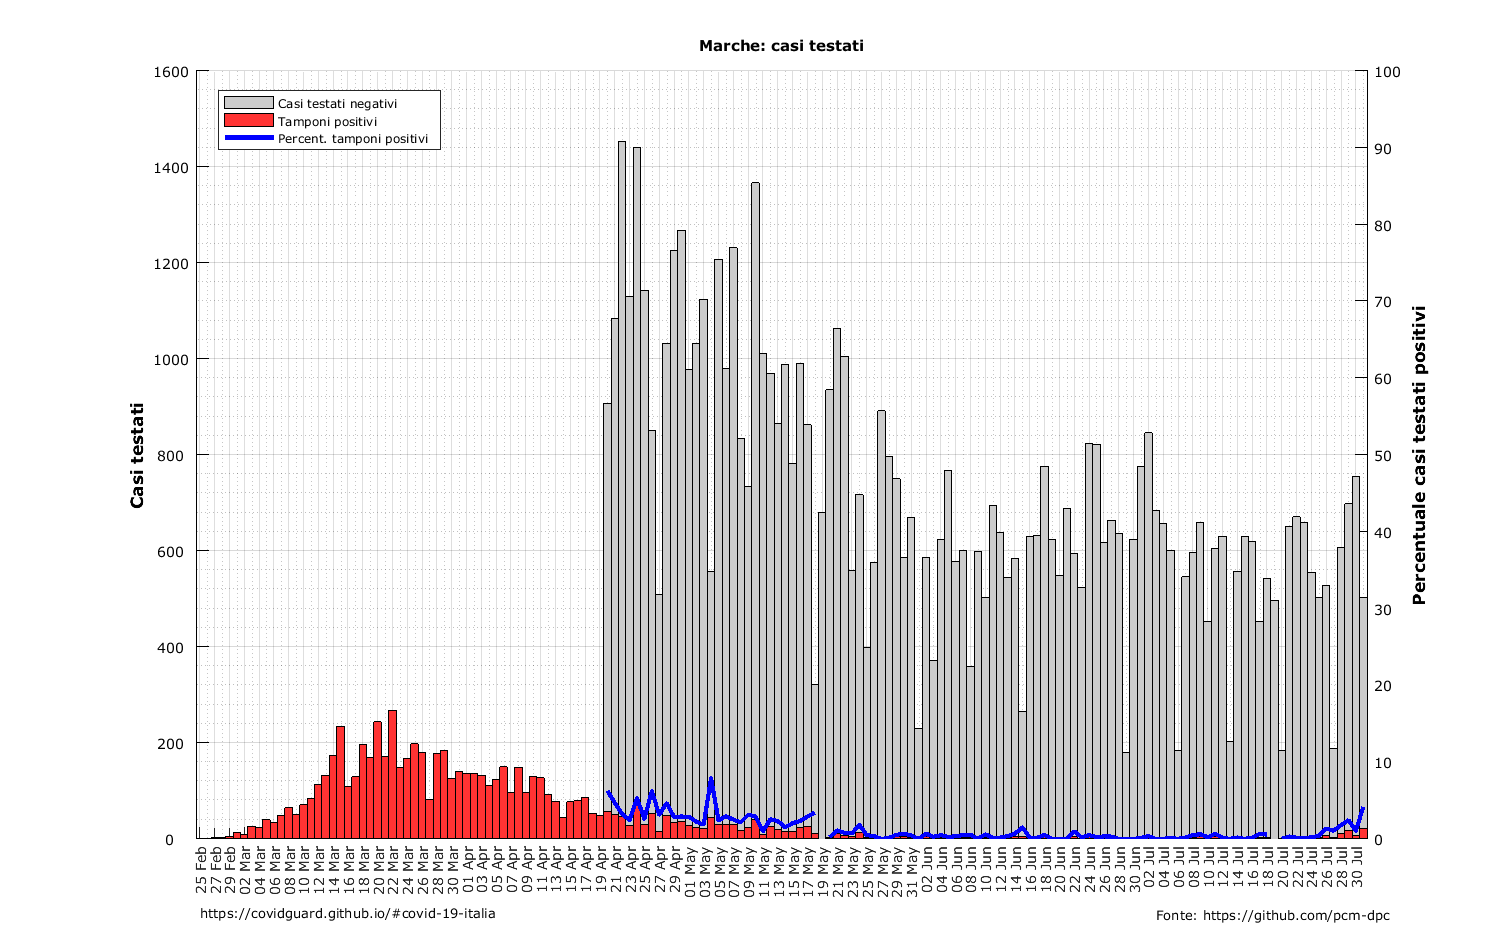 Marche: casi testati
Casi testati negativi
Tamponi positivi
Percent. tamponi positivi
Casi testati
1600
1400
1200
1000
800
600
400
200
0
Percentuale casi testati positivi
100
90
80
70
60
50
40
30
20
10
0
25 Feb
27 Feb
29 Feb
02 Mar
04 Mar
06 Mar
08 Mar
10 Mar
12 Mar
14 Mar
16 Mar
18 Mar
20 Mar
22 Mar
24 Mar
26 Mar
28 Mar
30 Mar
01 Apr
03 Apr
05 Apr
07 Apr
09 Apr
11 Apr
13 Apr
15 Apr
17 Apr
19 Apr
21 Apr
23 Apr
25 Apr
27 Apr
29 Apr
01 May
03 May
05 May
07 May
09 May
11 May
13 May
15 May
17 May
19 May
21 May
23 May
25 May
27 May
29 May
31 May
02 Jun
04 Jun
06 Jun
08 Jun
10 Jun
12 Jun
14 Jun
16 Jun
18 Jun
20 Jun
22 Jun
24 Jun
26 Jun
28 Jun
30 Jun
02 Jul
04 Jul
06 Jul
08 Jul
10 Jul
12 Jul
14 Jul
16 Jul
18 Jul
20 Jul
22 Jul
24 Jul
26 Jul
28 Jul
30 Jul
https://covidguard.github.io/#covid-19-italia
Fonte: https://github.com/pcm-dpc